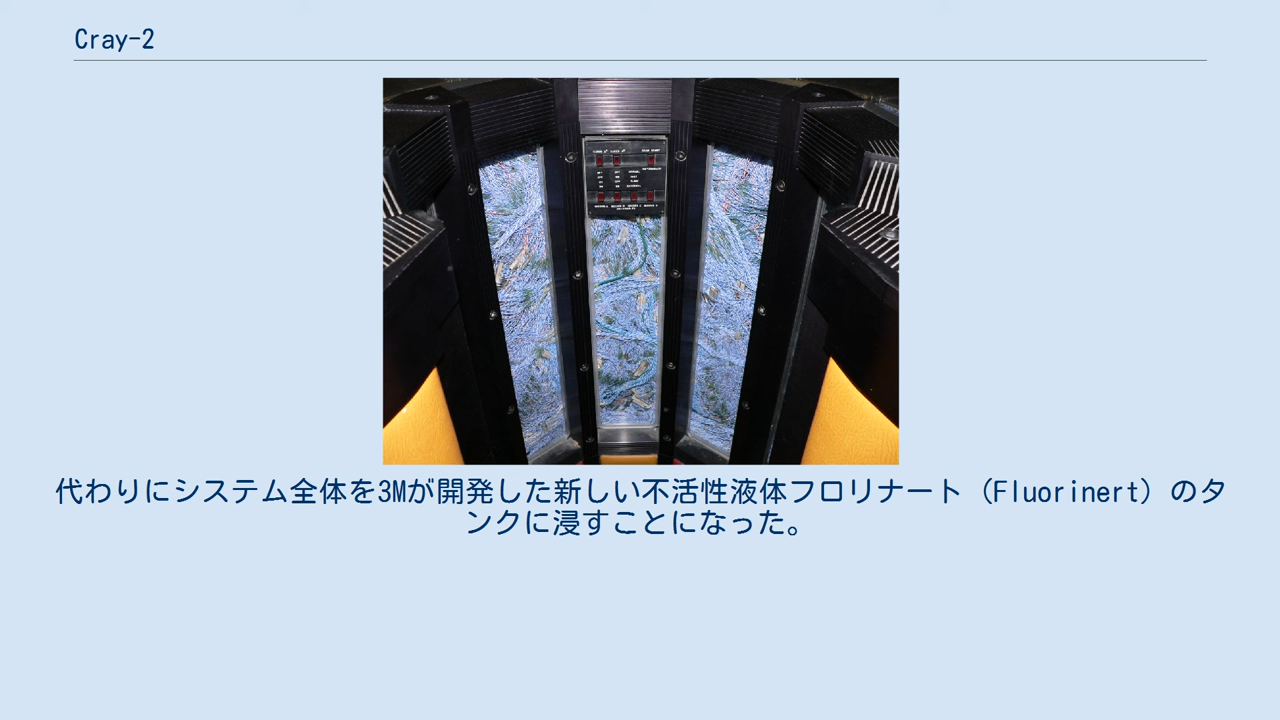 Cray-2
代わりにシステム全体を3Mが開発した新しい不活性液体フロリナート（Fluorinert）のタ
ンクに浸すことになった。